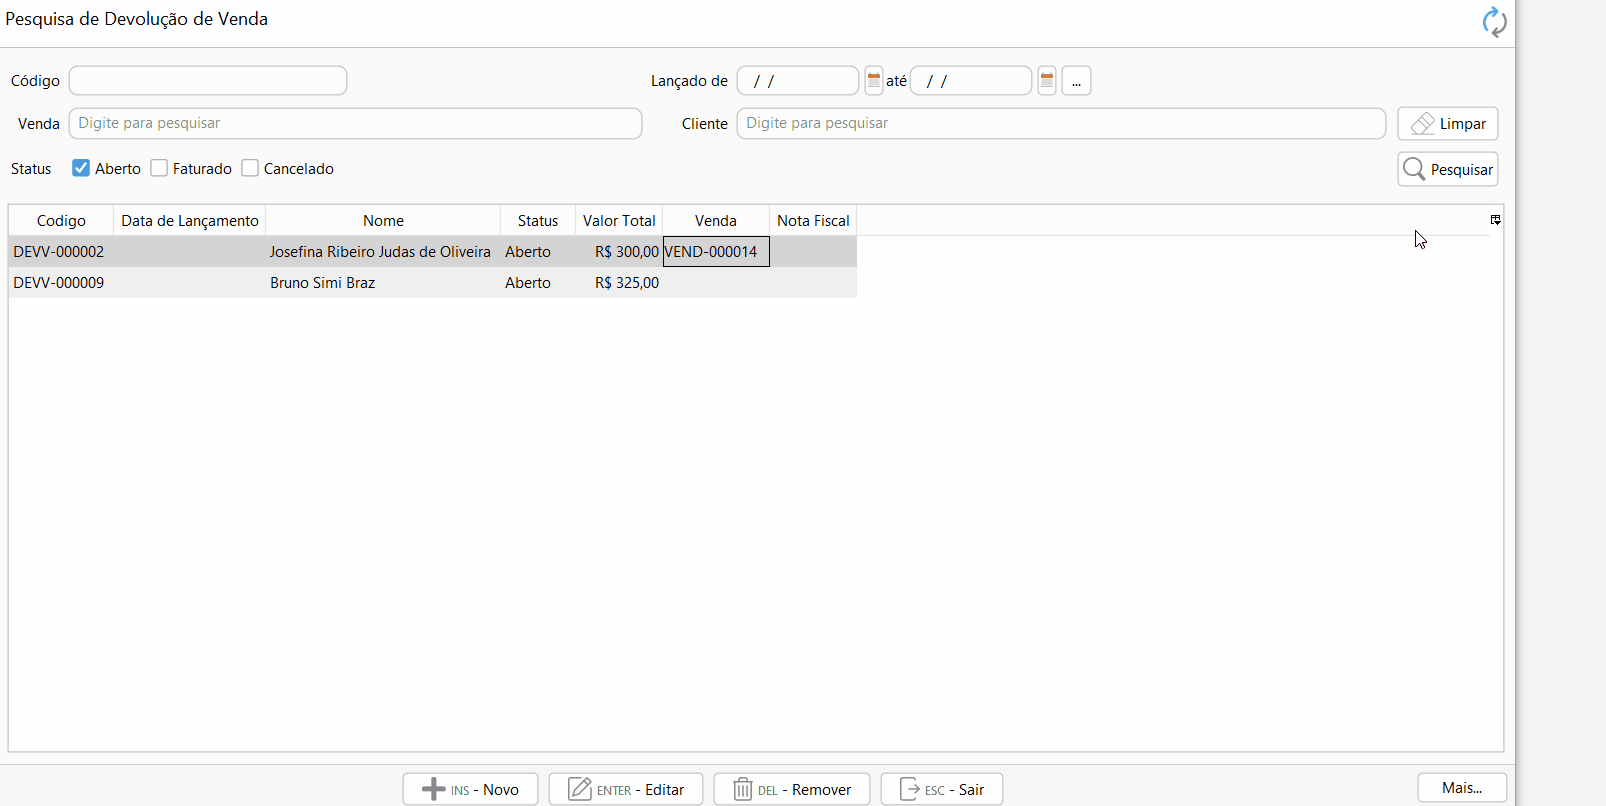 Pesquisa de Devolução de Venda
Código Lançado de / / até / / ...
Venda Digite para pesquisar Cliente Digite para pesquisar Limpar
Status Aberto Faturado Cancelado Pesquisar
Codigo Data de Lançamento Nome Status Valor Total Venda Nota Fiscal
DEVV-000002 Josefina Ribeiro Judas de Oliveira Aberto R$ 300,00 VEND-000014
DEVV-000009 Bruno Simi Braz Aberto R$ 325,00
INS - Novo ENTER - Editar DEL - Remover ESC - Sair Mais...